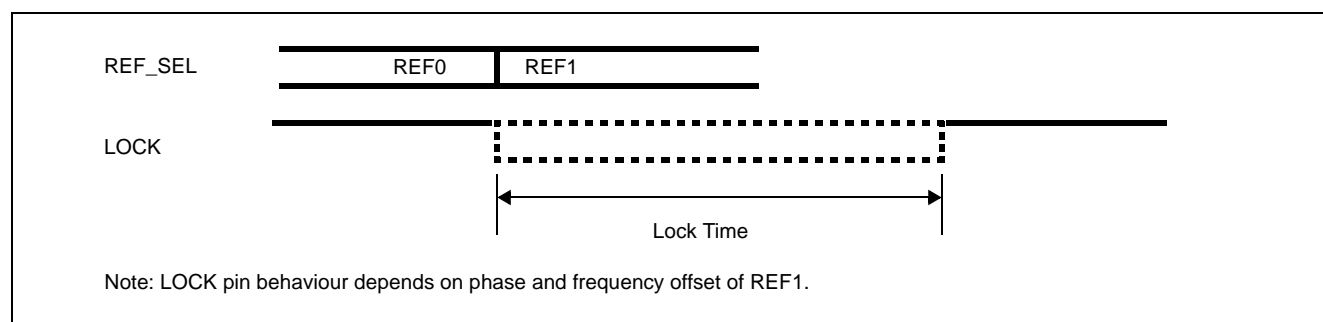 REF_SEL
REF0
REF1
LOCK
Lock Time
Note: LOCK pin behaviour depends on phase and frequency offset of REF1.